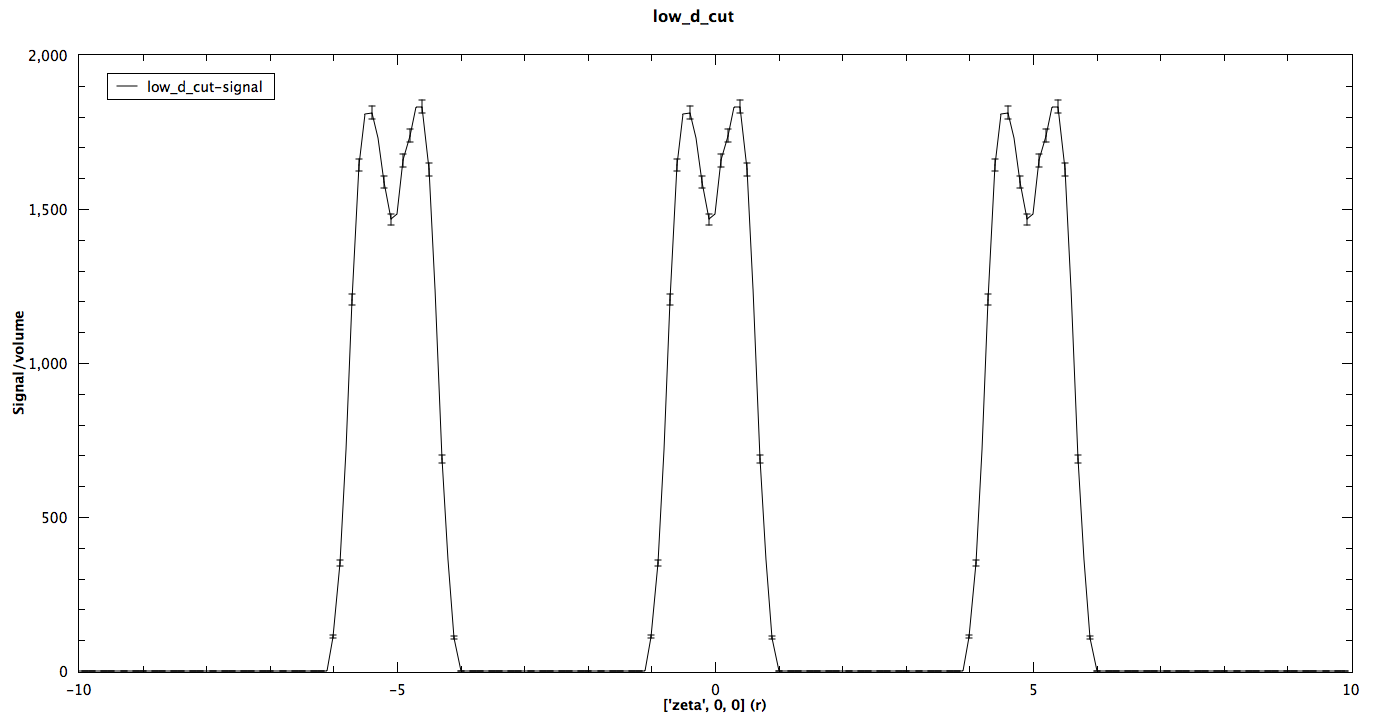 low_d_cut
2,000
low_d_cut-signal
1,500
Signal/volume
1,000
500
0
-10
-5
0
5
10
['zeta', 0, 0] (r)